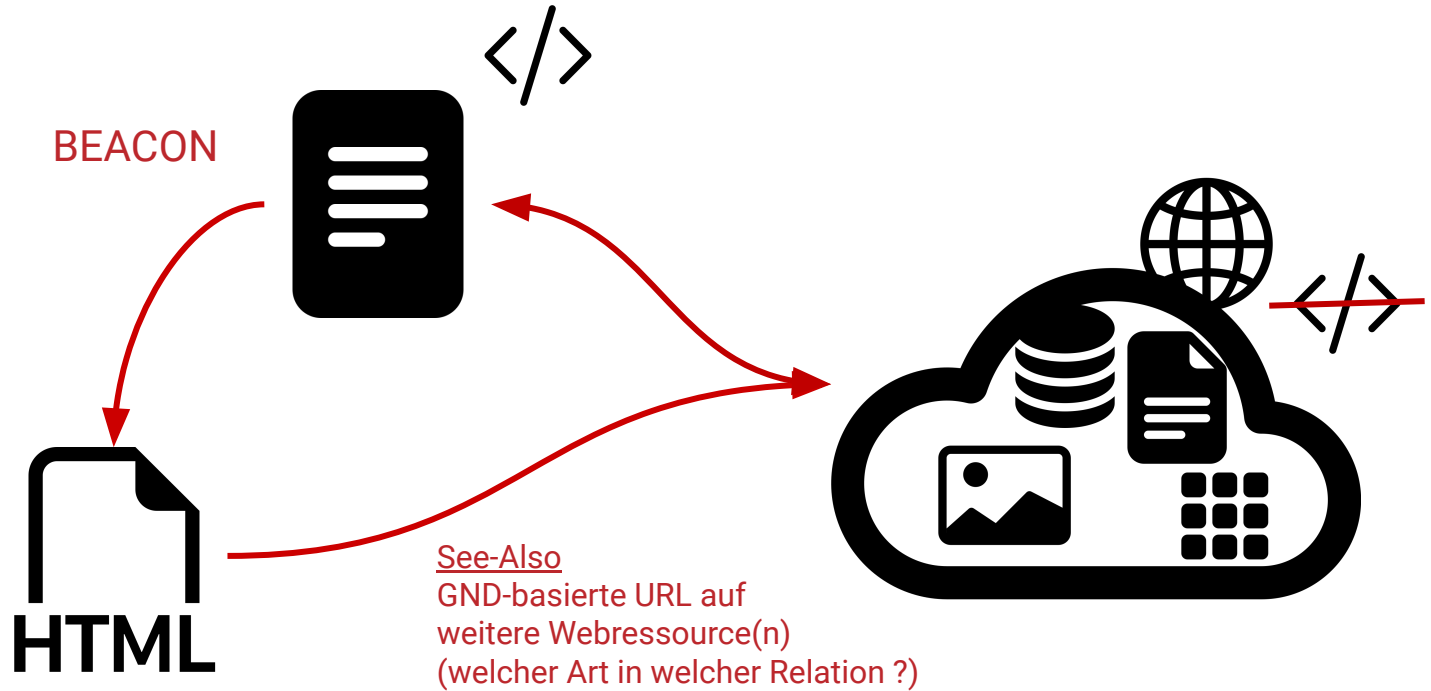 </>
BEACON
</>
HTML
See-Also
GND-basierte URL auf
weitere Webressource(n)
(welcher Art in welcher Relation ?)